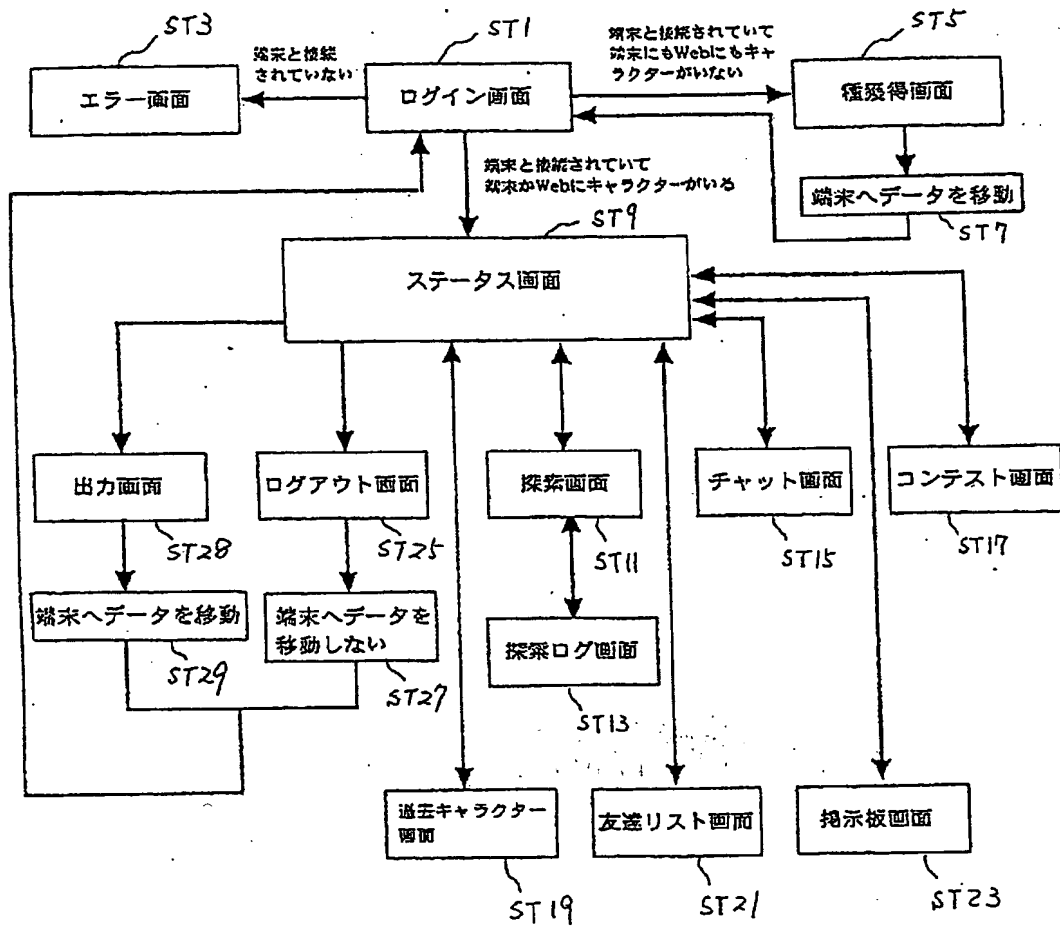 ST3
ST1
ST5
端末と接続
されていない
端末と接続されていて
端末にもWebにもキャ
ラクターがいない
エラー画面
ログイン画面
種獲得画面
端末と接続されていて
端末かWebにキャラクターがいる
端末へデータを移動
ST7
ST9
ステータス画面
出力画面
ログアウト画面
探索画面
チャット画面
コンテスト画面
ST28
ST25
ST11
ST15
ST17
端末へデータを移動
端末へデータを
移動しない
探索ログ画面
ST29
ST27
ST13
過去キャラクター
画面
友達リスト画面
掲示板画面
ST19
ST21
ST23